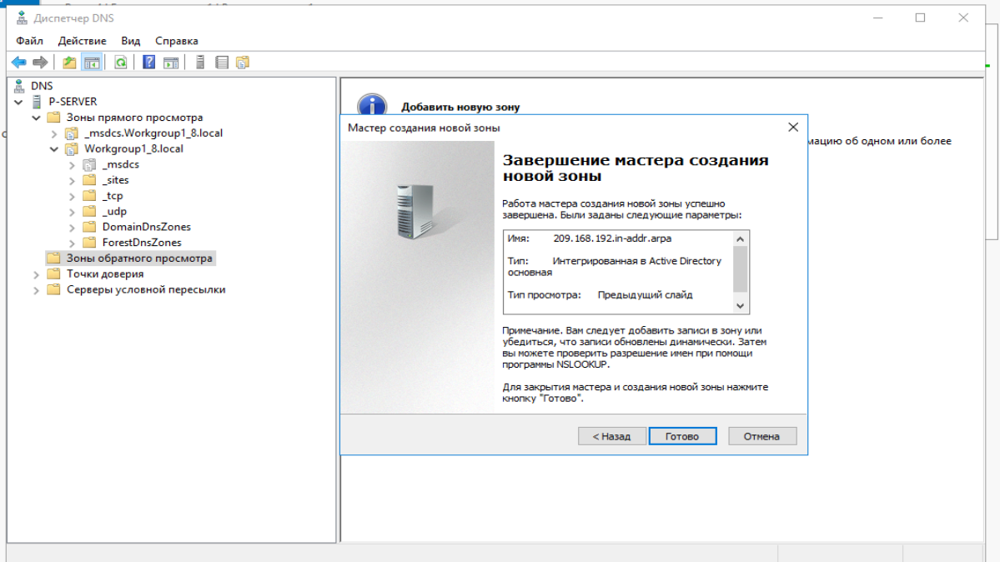 Диспетчер DNS
Файл Действие Вид Справка
DNS
P-SERVER
Зоны прямого просмотра
_msdcs.Workgroup1_8.local
Workgroup1_8.local
_msdcs
_sites
_tcp
_udp
DomainDnsZones
ForestDnsZones
Зоны обратного просмотра
Точки доверия
Серверы условной пересылки
Добавить новую зону
мацию об одном или более
Мастер создания новой зоны
Завершение мастера создания
новой зоны
Работа мастера создания новой зоны успешно
завершена. Были заданы следующие параметры:
Имя: 209.168.192.in-addr.arpa
Тип: Интегрированная в Active Directory
основная
Тип просмотра: Предыдущий слайд
Примечание. Вам следует добавить записи в зону или
убедиться, что записи обновлены динамически. Затем
вы можете проверить разрешение имен при помощи
программы NSLOOKUP.
Для закрытия мастера и создания новой зоны нажмите
кнопку "Готово".
< Назад Готово Отмена